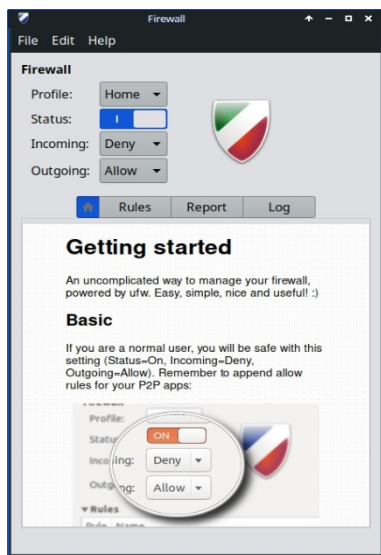 Firewall
File Edit Help
Firewall
Profile: Home
Status:
Incoming: Deny
Outgoing: Allow
Rules Report Log
Getting started
An uncomplicated way to manage your firewall,
powered by ufw. Easy, simple, nice and useful! :)
Basic
If you are a normal user, you will be safe with this
setting (Status=On, Incoming=Deny,
Outgoing=Allow). Remember to append allow
rules for your P2P apps:
Profile:
Status ON
Incoming: Deny
Outgoing: Allow
Rules
Rule Name